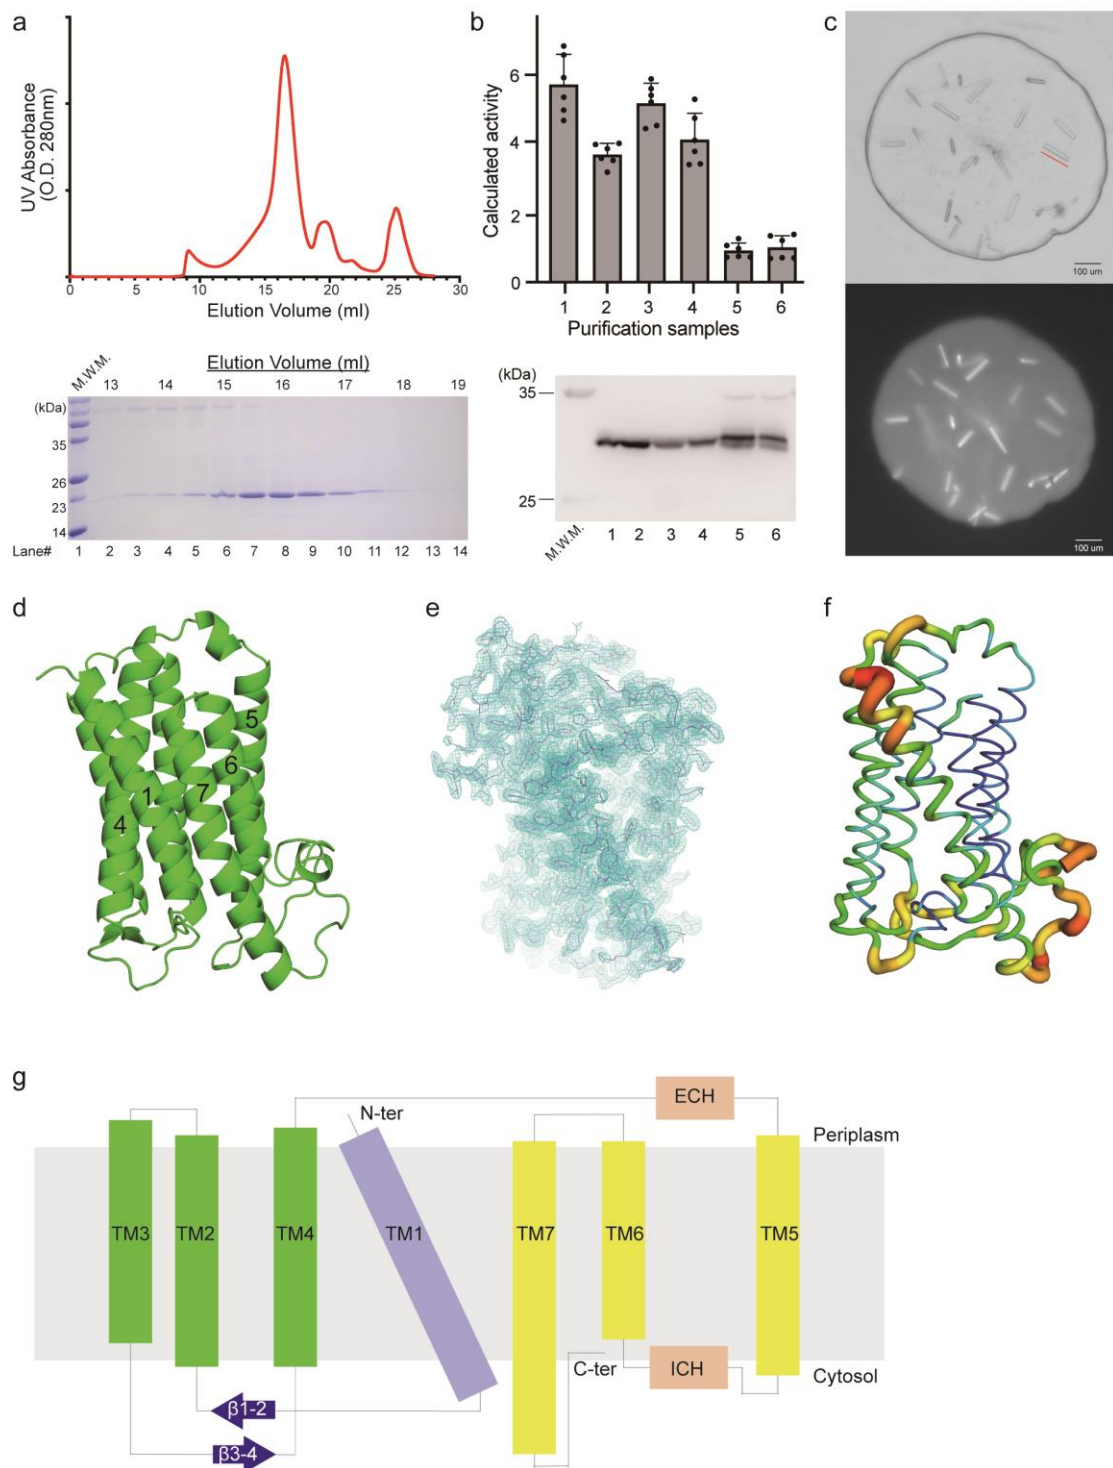 a
UV Absorbance
(O.D. 280nm)
0 5 10 15 20 25 30
Elution Volume (ml)
Elution Volume (ml)
M.W.M. 13 14 15 16 17 18 19
(kDa)
35
26
23
14
Lane# 1 2 3 4 5 6 7 8 9 10 11 12 13 14
b
Calculated activity
6
4
2
0
1 2 3 4 5 6
Purification samples
(kDa)
35
25
M.W.M. 1 2 3 4 5 6
c
100 um
100 um
d
5
6
1 7
4
e
f
g
ECH
N-ter
Periplasm
TM3 TM2 TM4 TM1 TM7 TM6 TM5
C-ter ICH Cytosol
β1-2
β3-4